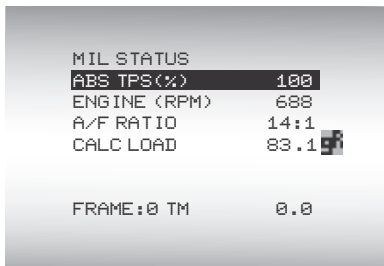 MIL STATUS
ABS TPS(%) 100
ENGINE (RPM) 688
A/F RATIO 14:1
CALC LOAD 83.1
FRAME:0 TM 0.0